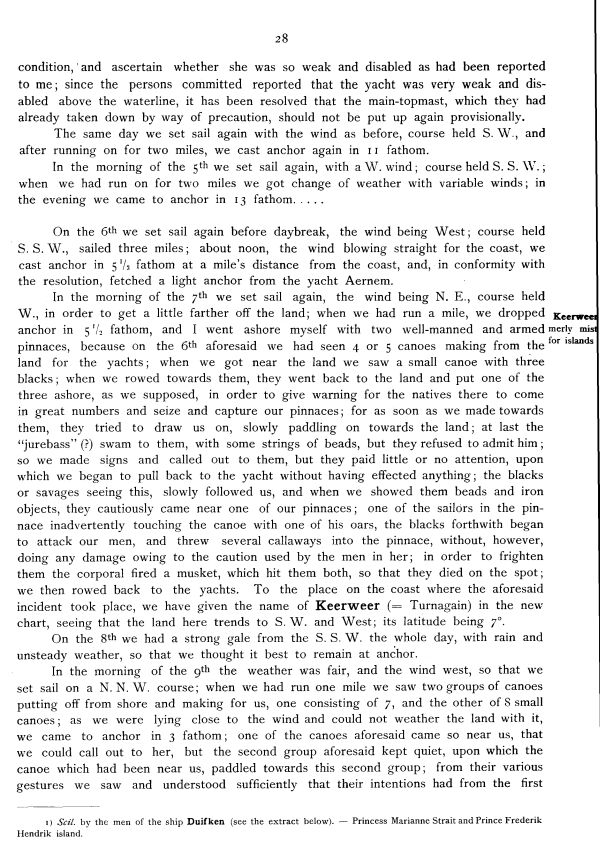 28
condition, and ascertain whether she was so weak and disabled as had been reported
to me; since the persons committed reported that the yacht was very weak and dis-
abled above the waterline, it has been resolved that the main-topmast, which they had
already taken down by way of precaution, should not be put up again provisionally.
The same day we set sail again with the wind as before, course held S. W., and
after running on for two miles, we cast anchor again in 11 fathom.
In the morning of the 5th we set sail again, with a W. wind; course held S. S. W.;
when we had run on for two miles we got change of weather with variable winds; in
the evening we came to anchor in 13 fathom.....
On the 6th we set sail again before daybreak, the wind being West; course held
S. S. W., sailed three miles; about noon, the wind blowing straight for the coast, we
cast anchor in 5 1/2 fathom at a mile's distance from the coast, and, in conformity with
the resolution, fetched a light anchor from the yacht Aernem.
In the morning of the 7th we set sail again, the wind being N. E., course held
W., in order to get a little farther off the land; when we had run a mile, we dropped
anchor in 5 1/2 fathom, and I went ashore myself with two well-manned and armed
pinnaces, because on the 6th aforesaid we had seen 4 or 5 canoes making from the
land for the yachts; when we got near the land we saw a small canoe with three
blacks; when we rowed towards them, they went back to the land and put one of the
three ashore, as we supposed, in order to give warning for the natives there to come
in great numbers and seize and capture our pinnaces; for as soon as we made towards
them, they tried to draw us on, slowly paddling on towards the land; at last the
"jurebass" (?) swam to them, with some strings of beads, but they refused to admit him;
so we made signs and called out to them, but they paid little or no attention, upon
which we began to pull back to the yacht without having effected anything; the blacks
or savages seeing this, slowly followed us, and when we showed them beads and iron
objects, they cautiously came near one of our pinnaces; one of the sailors in the pin-
nace inadvertently touching the canoe with one of his oars, the blacks forthwith began
to attack our men, and threw several callaways into the pinnace, without, however,
doing any damage owing to the caution used by the men in her; in order to frighten
them the corporal fired a musket, which hit them both, so that they died on the spot;
we then rowed back to the yachts. To the place on the coast where the aforesaid
incident took place, we have given the name of Keerweer (= Turnagain) in the new
chart, seeing that the land here trends to S. W. and West; its latitude being 7°.
On the 8th we had a strong gale from the S. S. W. the whole day, with rain and
unsteady weather, so that we thought it best to remain at anchor.
In the morning of the 9th the weather was fair, and the wind west, so that we
set sail on a N. N. W. course; when we had run one mile we saw two groups of canoes
putting off from shore and making for us, one consisting of 7, and the other of 8 small
canoes; as we were lying close to the wind and could not weather the land with it,
we came to anchor in 3 fathom; one of the canoes aforesaid came so near us, that
we could call out to her, but the second group aforesaid kept quiet, upon which the
canoe which had been near us, paddled towards this second group; from their various
gestures we saw and understood sufficiently that their intentions had from the first
Keerweer
merly mist
for islands
1) Scil. by the men of the ship Duifken (see the extract below). — Princess Marianne Strait and Prince Frederik
Hendrik island.